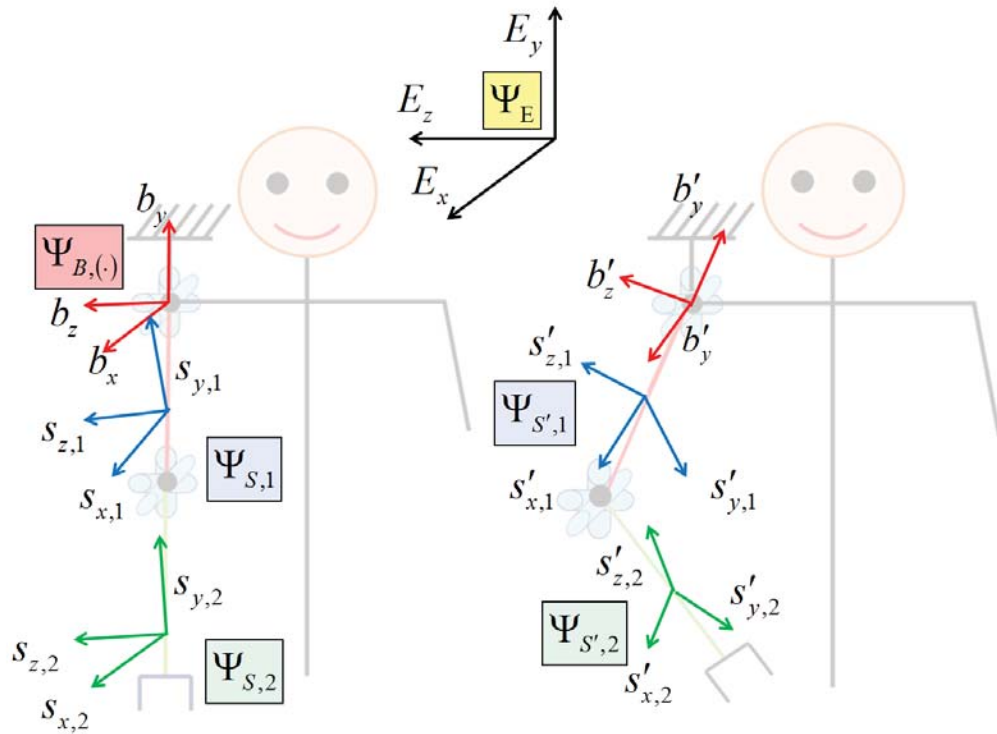 E_y
E_z
Ψ_E
E_x
b_y
b′_y
Ψ_{B,(·)}
b_z
b′_z
b_x
b′_y
s_{y,1}
s′_{z,1}
s_{z,1}
Ψ_{S′,1}
Ψ_{S,1}
s_{x,1}
s′_{x,1}
s′_{y,1}
s_{y,2}
s′_{z,2}
s′_{y,2}
s_{z,2}
Ψ_{S,2}
Ψ_{S′,2}
s_{x,2}
s′_{x,2}